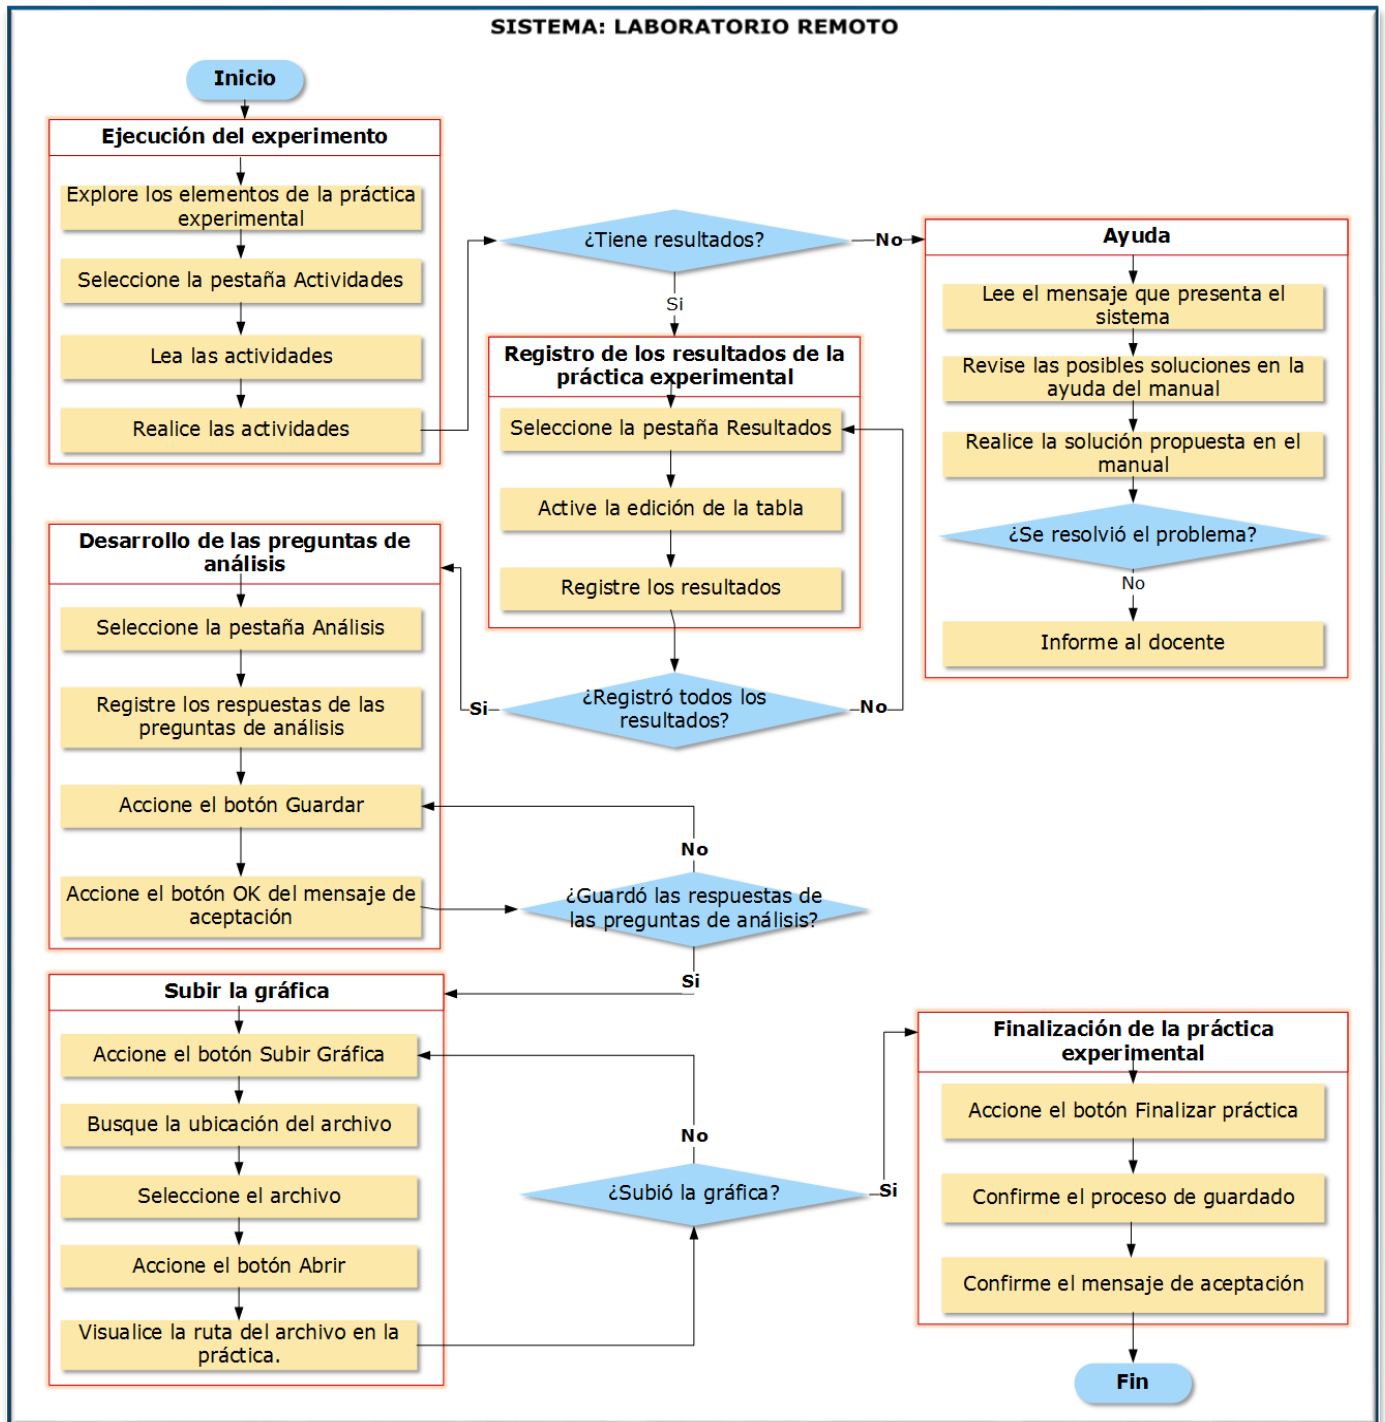 SISTEMA: LABORATORIO REMOTO
Inicio
Ejecución del experimento
Explore los elementos de la práctica
experimental
Seleccione la pestaña Actividades
Lea las actividades
Realice las actividades
¿Tiene resultados?
No
Si
Ayuda
Lee el mensaje que presenta el
sistema
Revise las posibles soluciones en la
ayuda del manual
Realice la solución propuesta en el
manual
¿Se resolvió el problema?
No
Informe al docente
Registro de los resultados de la
práctica experimental
Seleccione la pestaña Resultados
Active la edición de la tabla
Registre los resultados
¿Registró todos los
resultados?
No
Si
Desarrollo de las preguntas de
análisis
Seleccione la pestaña Análisis
Registre los respuestas de las
preguntas de análisis
Accione el botón Guardar
Accione el botón OK del mensaje de
aceptación
No
¿Guardó las respuestas de
las preguntas de análisis?
Si
Subir la gráfica
Accione el botón Subir Gráfica
Busque la ubicación del archivo
Seleccione el archivo
Accione el botón Abrir
Visualice la ruta del archivo en la
práctica.
No
¿Subió la gráfica?
Si
Finalización de la práctica
experimental
Accione el botón Finalizar práctica
Confirme el proceso de guardado
Confirme el mensaje de aceptación
Fin